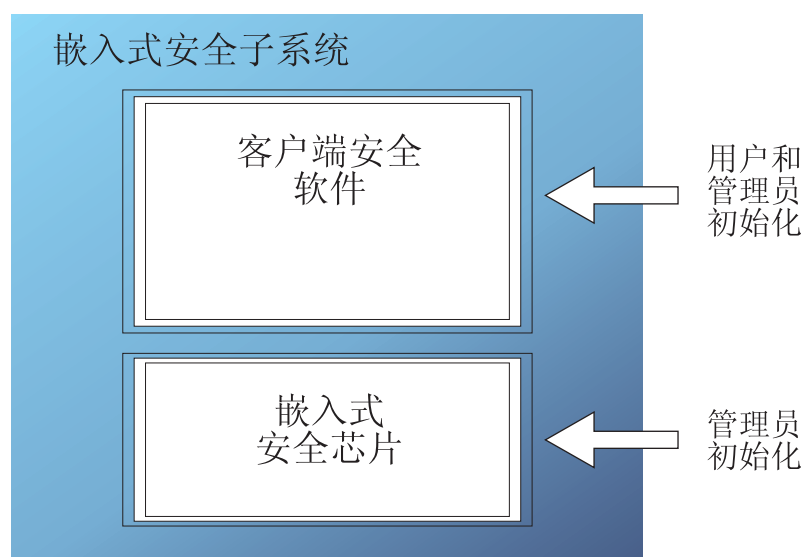 嵌入式安全子系统
客户端安全
软件
用户和
管理员
初始化
嵌入式
安全芯片
管理员
初始化